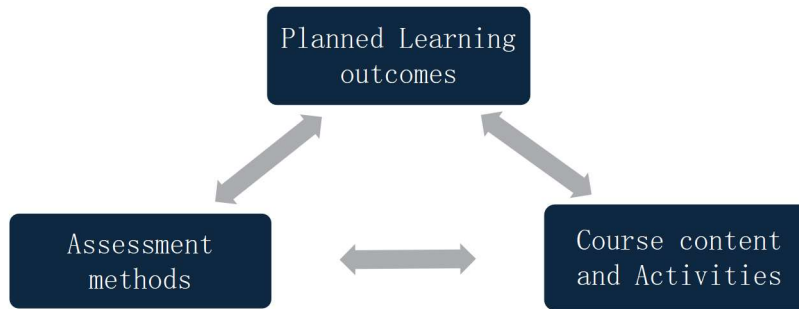 Planned Learning
outcomes
Assessment
methods
Course content
and Activities